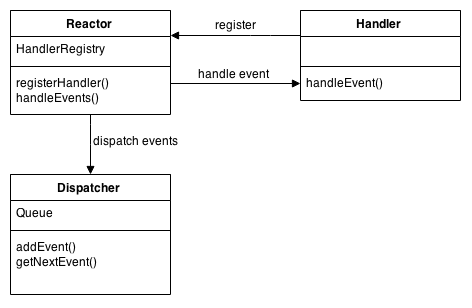 Reactor
HandlerRegistry
registerHandler()
handleEvents()
register
handle event
Handler
handleEvent()
dispatch events
Dispatcher
Queue
addEvent()
getNextEvent()